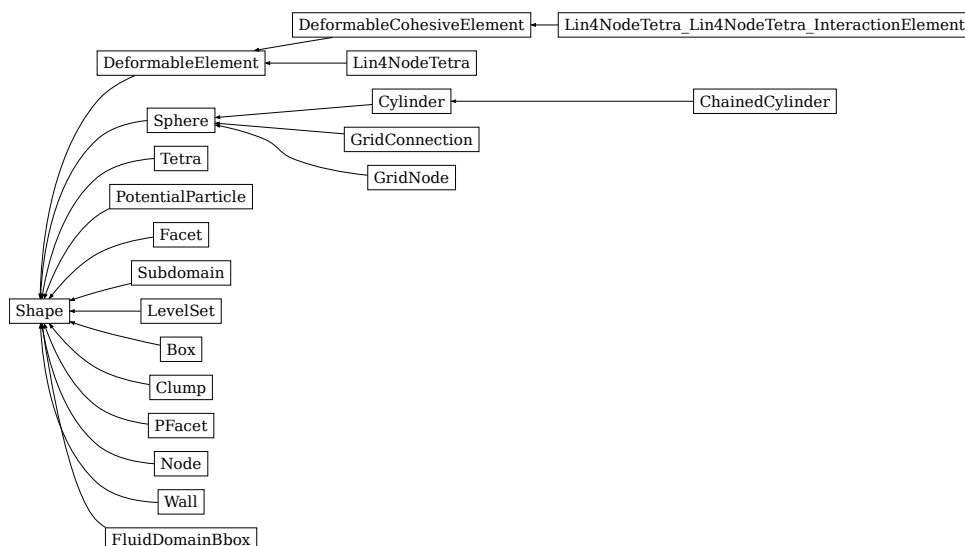 DeformableCohesiveElement
Lin4NodeTetra_Lin4NodeTetra_InteractionElement
DeformableElement
Lin4NodeTetra
Cylinder
ChainedCylinder
Sphere
GridConnection
Tetra
GridNode
PotentialParticle
Facet
Subdomain
Shape
LevelSet
Box
Clump
PFacet
Node
Wall
FluidDomainBbox